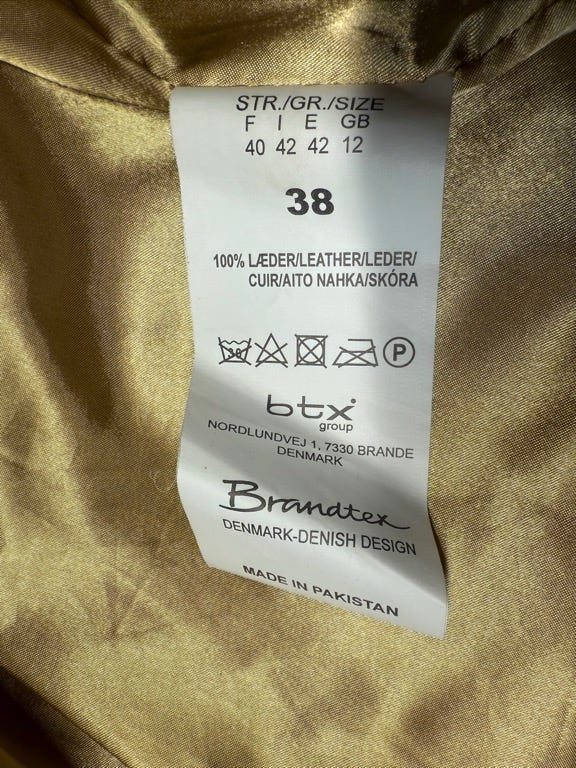 STR./GR./SIZE
F I E GB
40 42 42 12
38
100% LÆDER/LEATHER/LEDER/
CUIR/AITO NAHKA/SKÓRA
30 P
btx
group
NORDLUNDVEJ 1, 7330 BRANDE
DENMARK
Brandtex
DENMARK-DENISH DESIGN
MADE IN PAKISTAN